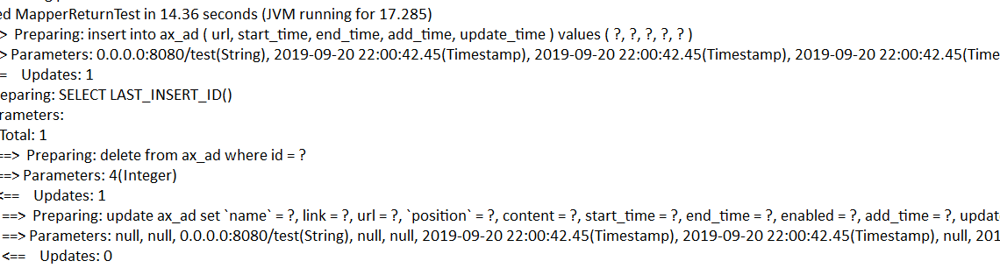 ed MapperReturnTest in 14.36 seconds (JVM running for 17.285)
> Preparing: insert into ax_ad ( url, start_time, end_time, add_time, update_time ) values ( ?, ?, ?, ?, ? )
> Parameters: 0.0.0.0:8080/test(String), 2019-09-20 22:00:42.45(Timestamp), 2019-09-20 22:00:42.45(Timestamp), 2019-09-20 22:00:42.45(Time
= Updates: 1
eparing: SELECT LAST_INSERT_ID()
rameters:
Total: 1
==> Preparing: delete from ax_ad where id = ?
==> Parameters: 4(Integer)
<== Updates: 1
==> Preparing: update ax_ad set `name` = ?, link = ?, url = ?, `position` = ?, content = ?, start_time = ?, end_time = ?, enabled = ?, add_time = ?, updat
==> Parameters: null, null, 0.0.0.0:8080/test(String), null, null, 2019-09-20 22:00:42.45(Timestamp), 2019-09-20 22:00:42.45(Timestamp), null, 201
<== Updates: 0